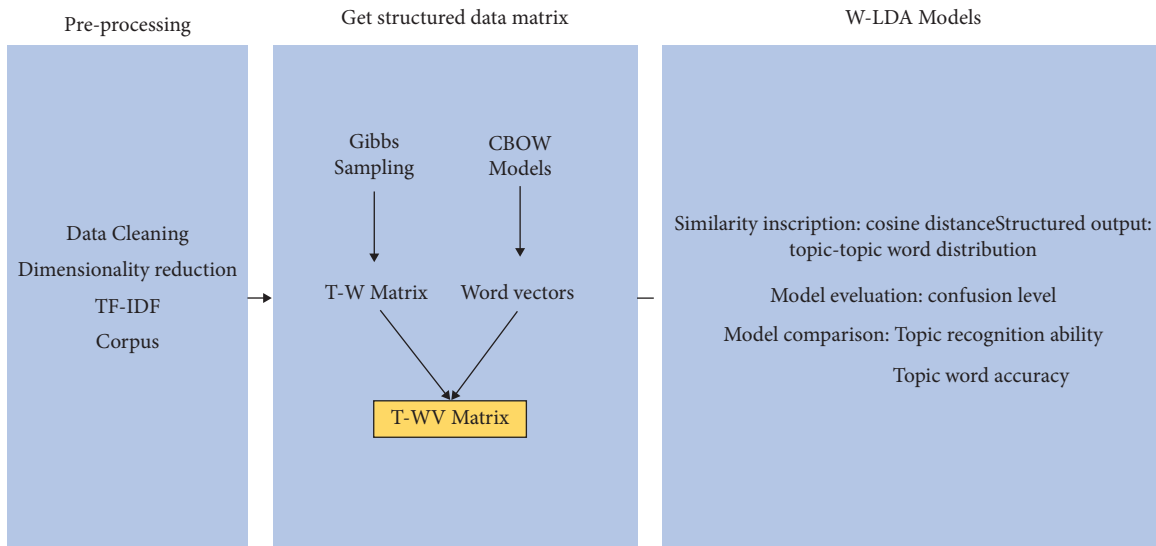 Pre-processing
Data Cleaning
Dimensionality reduction
TF-IDF
Corpus
Get structured data matrix
Gibbs
Sampling
CBOW
Models
T-W Matrix
Word vectors
T-WV Matrix
W-LDA Models
Similarity inscription: cosine distanceStructured output:
topic-topic word distribution
Model eveluation: confusion level
Model comparison: Topic recognition ability
Topic word accuracy